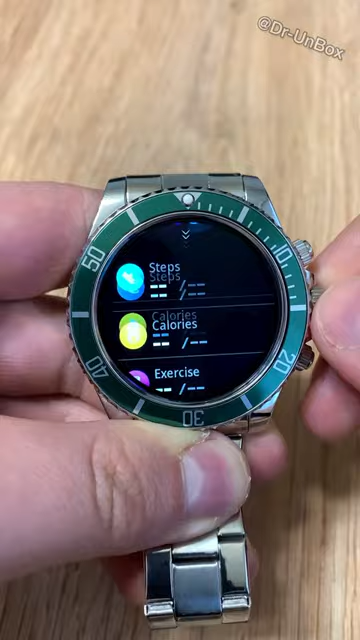 @Dr-UnBox
Steps
Steps
-- /--
Calories
Calories
-- /--
Exercise
-- /--
10
20
30
40
50